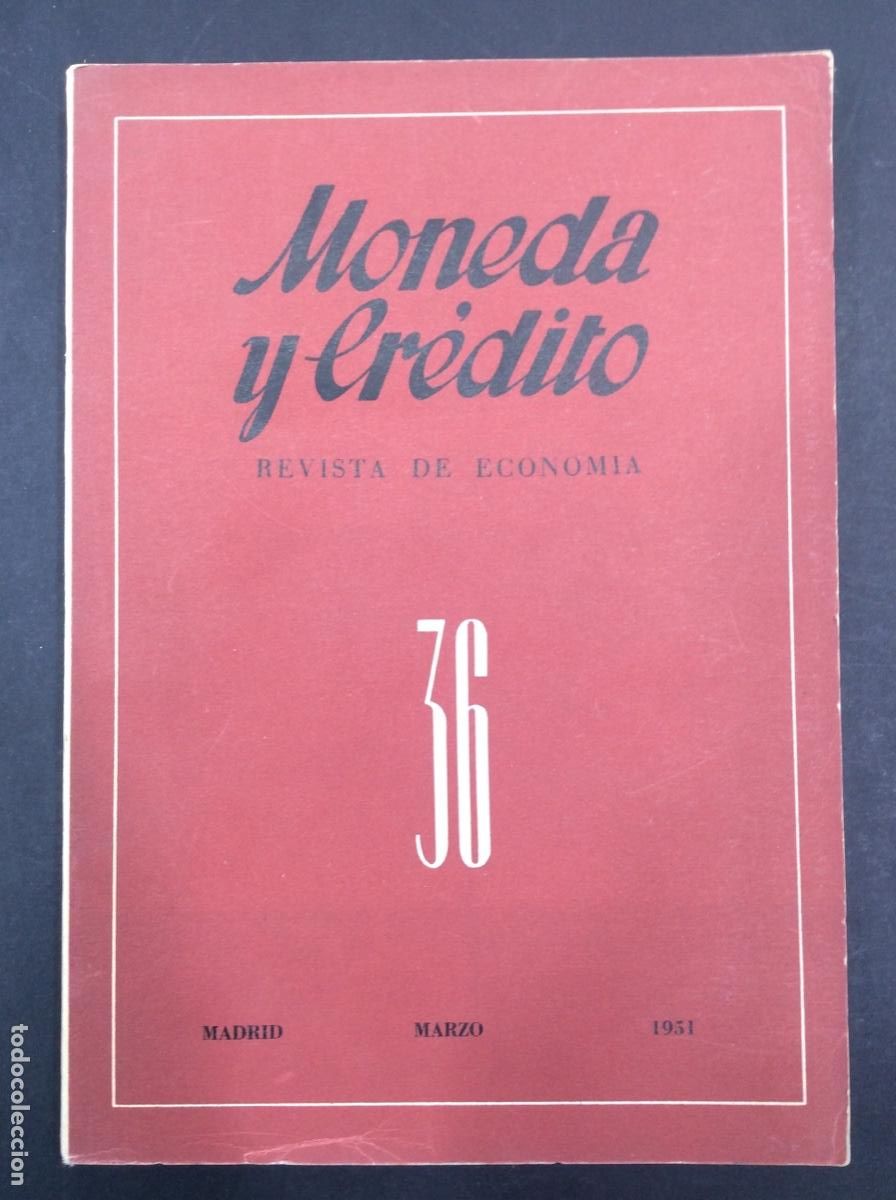 Moneda
y Crédito
REVISTA DE ECONOMIA
36
MADRID MARZO 1951
todocoleccion